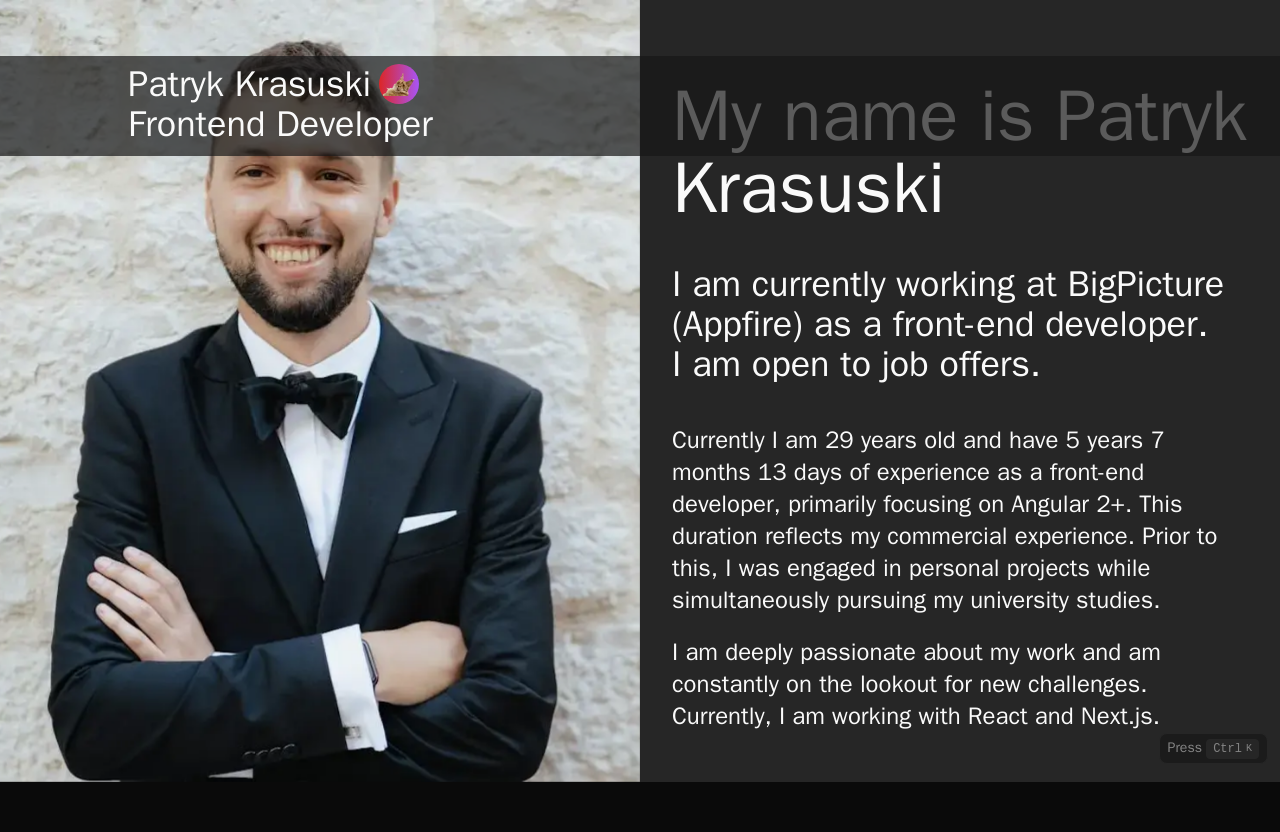 Patryk Krasuski
Frontend Developer
My name is Patryk
Krasuski
I am currently working at BigPicture
(Appfire) as a front-end developer.
I am open to job offers.
Currently I am 29 years old and have 5 years 7
months 13 days of experience as a front-end
developer, primarily focusing on Angular 2+. This
duration reflects my commercial experience. Prior to
this, I was engaged in personal projects while
simultaneously pursuing my university studies.
I am deeply passionate about my work and am
constantly on the lookout for new challenges.
Currently, I am working with React and Next.js.
Press Ctrl K